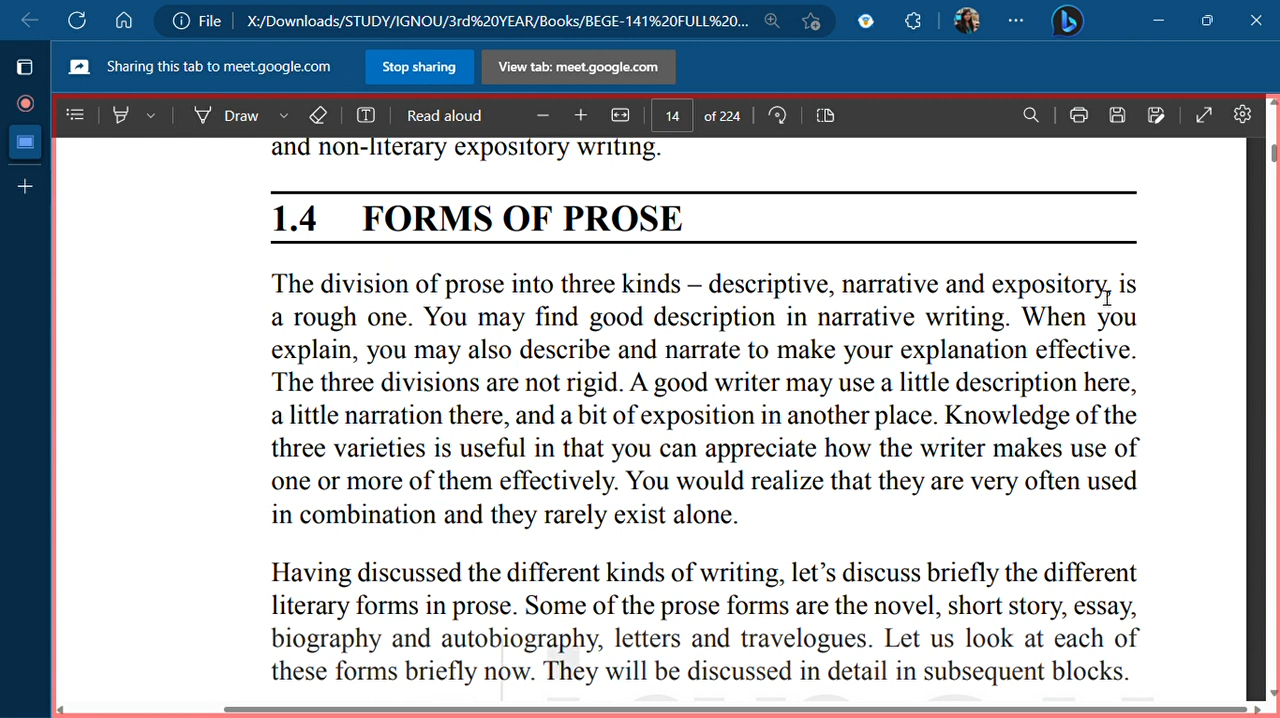 File
X:/Downloads/STUDY/IGNOU/3rd%20YEAR/Books/BEGE-141%20FULL%20...
Sharing this tab to meet.google.com
Stop sharing
View tab: meet.google.com
Draw
Read aloud
14
of 224
and non-literary expository writing.
1.4 FORMS OF PROSE
The division of prose into three kinds – descriptive, narrative and expository, is
a rough one. You may find good description in narrative writing. When you
explain, you may also describe and narrate to make your explanation effective.
The three divisions are not rigid. A good writer may use a little description here,
a little narration there, and a bit of exposition in another place. Knowledge of the
three varieties is useful in that you can appreciate how the writer makes use of
one or more of them effectively. You would realize that they are very often used
in combination and they rarely exist alone.
Having discussed the different kinds of writing, let’s discuss briefly the different
literary forms in prose. Some of the prose forms are the novel, short story, essay,
biography and autobiography, letters and travelogues. Let us look at each of
these forms briefly now. They will be discussed in detail in subsequent blocks.